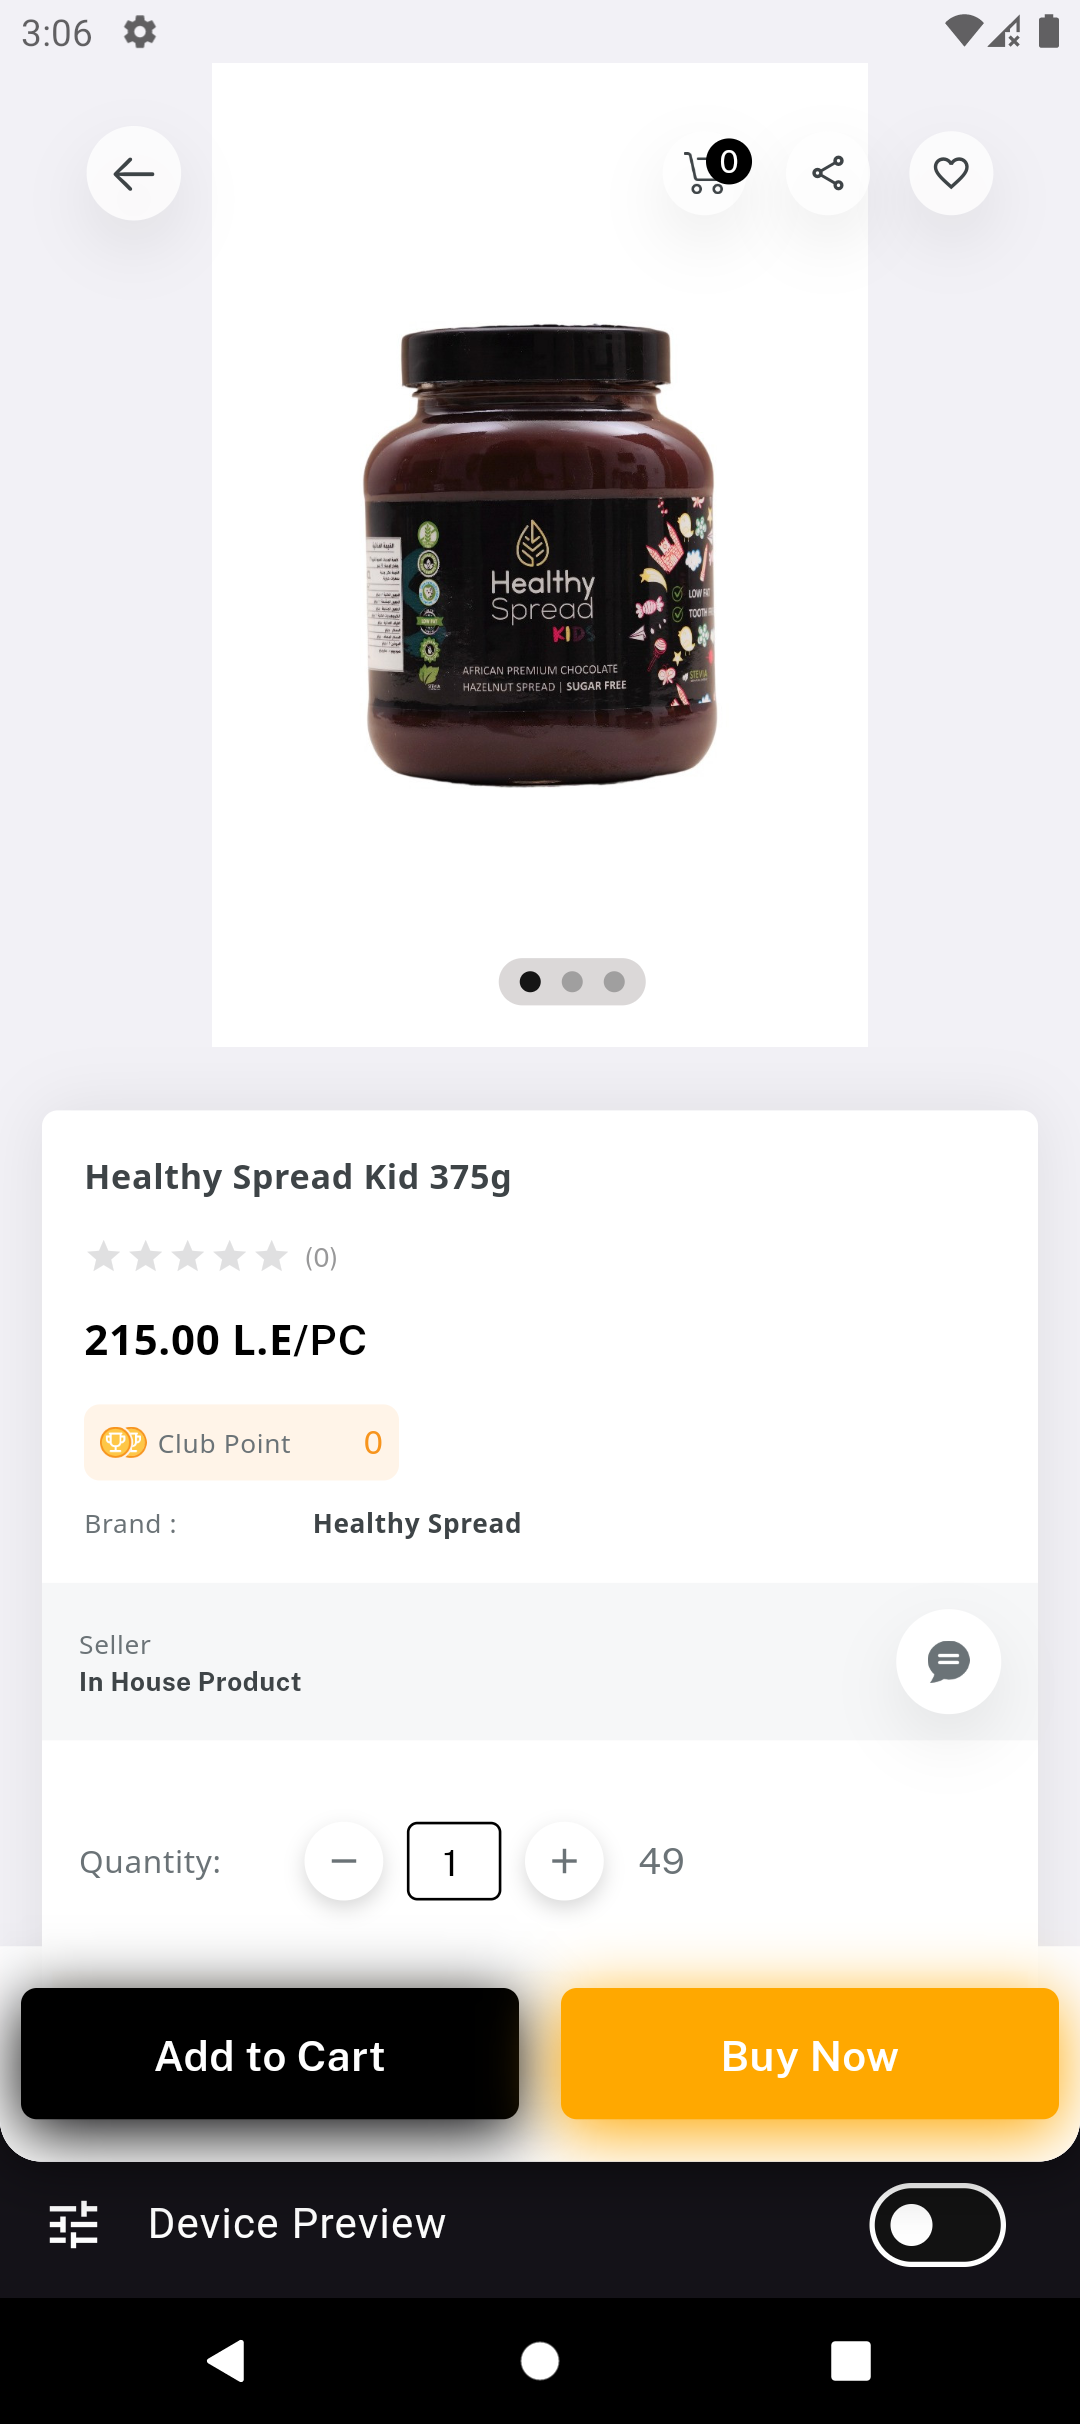 3:06
0
Healthy
Spread
KIDS
AFRICAN PREMIUM CHOCOLATE
HAZELNUT SPREAD | SUGAR FREE
LOW FAT
TOOTH
STEVIA
LOW FAT
Healthy Spread Kid 375g
(0)
215.00 L.E/PC
Club Point 0
Brand : Healthy Spread
Seller
In House Product
Quantity: 1 49
Add to Cart Buy Now
Device Preview